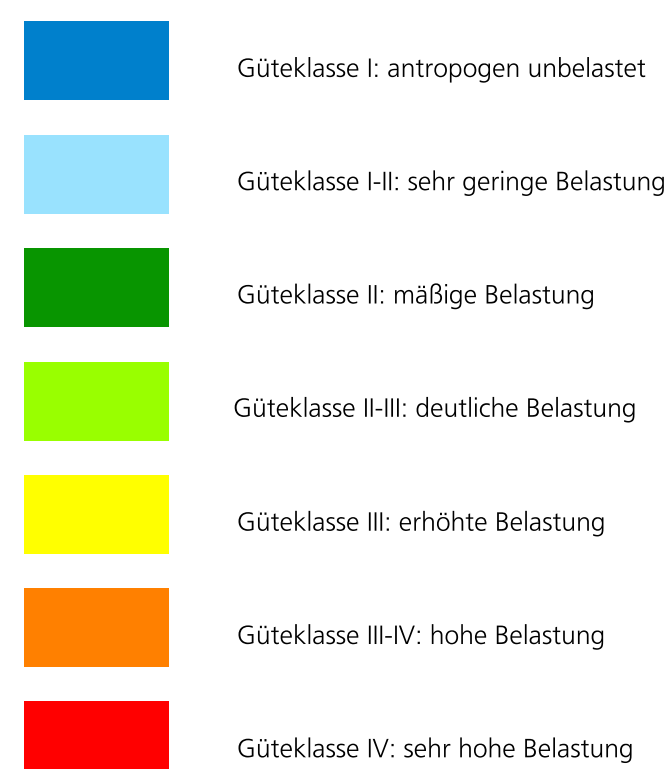 Güteklasse I: antropogen unbelastet
Güteklasse I-II: sehr geringe Belastung
Güteklasse II: mäßige Belastung
Güteklasse II-III: deutliche Belastung
Güteklasse III: erhöhte Belastung
Güteklasse III-IV: hohe Belastung
Güteklasse IV: sehr hohe Belastung